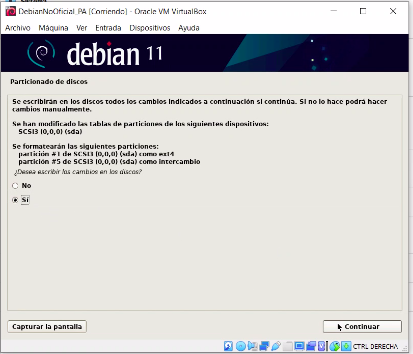 DebianNoOficial_PA [Corriendo] - Oracle VM VirtualBox
Archivo Máquina Ver Entrada Dispositivos Ayuda
debian 11
Particionado de discos
Se escribirán en los discos todos los cambios indicados a continuación si continúa. Si no lo hace podrá hacer
cambios manualmente.
Se han modificado las tablas de particiones de los siguientes dispositivos:
SCSI3 (0,0,0) (sda)
Se formatearán las siguientes particiones:
partición #1 de SCSI3 (0,0,0) (sda) como ext4
partición #5 de SCSI3 (0,0,0) (sda) como intercambio
¿Desea escribir los cambios en los discos?
No
Sí
Capturar la pantalla
Continuar
CTRL DERECHA